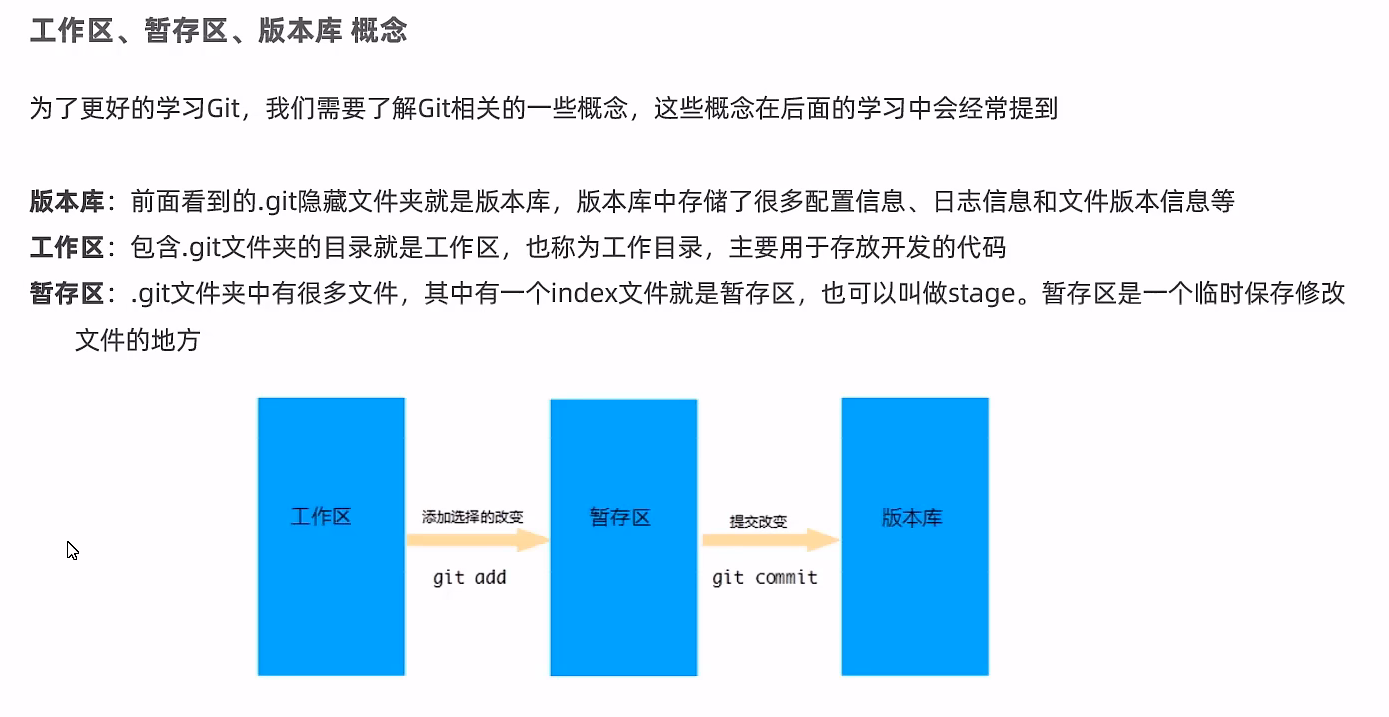 工作区、暂存区、版本库 概念
为了更好的学习Git，我们需要了解Git相关的一些概念，这些概念在后面的学习中会经常提到
版本库：前面看到的.git隐藏文件夹就是版本库，版本库中存储了很多配置信息、日志信息和文件版本信息等
工作区：包含.git文件夹的目录就是工作区，也称为工作目录，主要用于存放开发的代码
暂存区：.git文件夹中有很多文件，其中有一个index文件就是暂存区，也可以叫做stage。暂存区是一个临时保存修改
文件的地方
工作区
添加选择的改变
git add
暂存区
提交改变
git commit
版本库